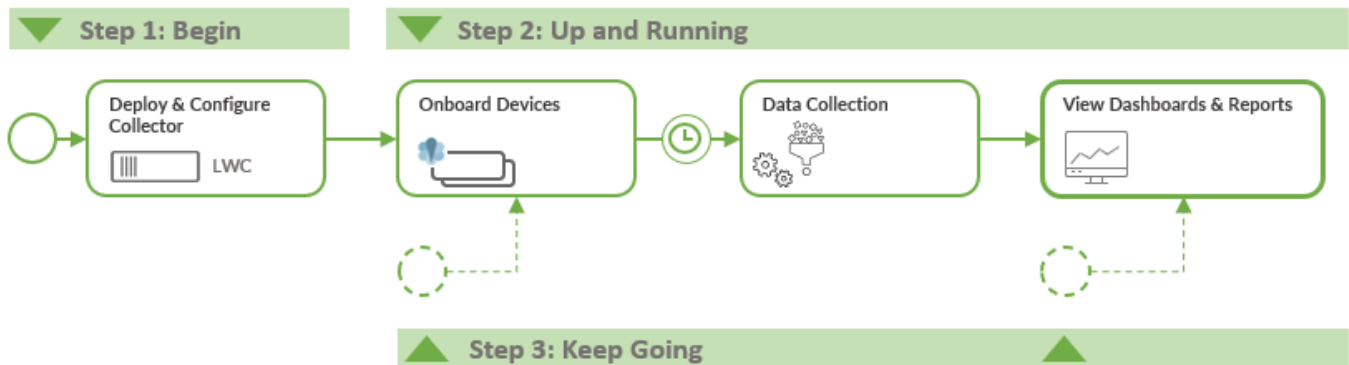 Step 1: Begin
Step 2: Up and Running
Deploy & Configure
Collector
LWC
Onboard Devices
Data Collection
View Dashboards & Reports
Step 3: Keep Going